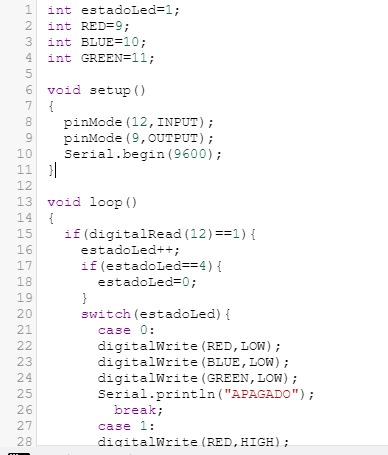 1 int estadoLed=1;
2 int RED=9;
3 int BLUE=10;
4 int GREEN=11;
5
6 void setup()
7 {
8 pinMode(12,INPUT);
9 pinMode(9,OUTPUT);
10 Serial.begin(9600);
11 }
12
13 void loop()
14 {
15 if(digitalRead(12)==1){
16 estadoLed++;
17 if(estadoLed==4){
18 estadoLed=0;
19 }
20 switch(estadoLed){
21 case 0:
22 digitalWrite(RED,LOW);
23 digitalWrite(BLUE,LOW);
24 digitalWrite(GREEN,LOW);
25 Serial.println("APAGADO");
26 break;
27 case 1:
28 digitalWrite(RED,HIGH);